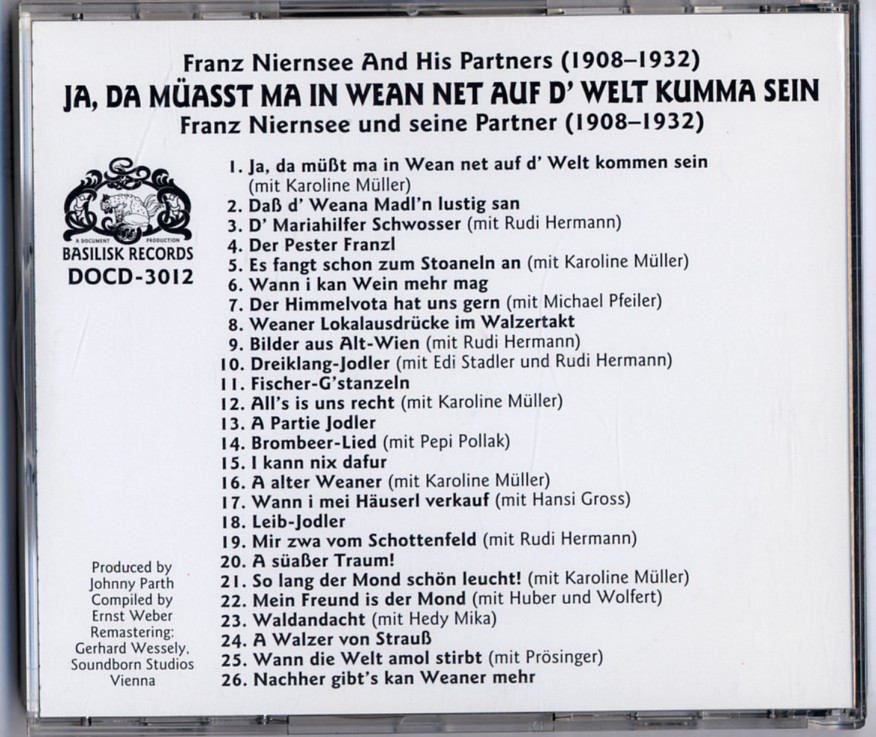 Franz Niernsee And His Partners (1908–1932)
JA, DA MÜASST MA IN WEAN NET AUF D' WELT KUMMA SEIN
Franz Niernsee und seine Partner (1908–1932)
A DOCUMENT PRODUCTION
BASILISK RECORDS
DOCD-3012
1. Ja, da müßt ma in Wean net auf d' Welt kommen sein
(mit Karoline Müller)
2. Daß d' Weana Madl'n lustig san
3. D' Mariahilfer Schwosser (mit Rudi Hermann)
4. Der Pester Franzl
5. Es fangt schon zum Stoaneln an (mit Karoline Müller)
6. Wann i kan Wein mehr mag
7. Der Himmelvota hat uns gern (mit Michael Pfeiler)
8. Weaner Lokalausdrücke im Walzertakt
9. Bilder aus Alt-Wien (mit Rudi Hermann)
10. Dreiklang-Jodler (mit Edi Stadler und Rudi Hermann)
11. Fischer-G'stanzeln
12. All's is uns recht (mit Karoline Müller)
13. A Partie Jodler
14. Brombeer-Lied (mit Pepi Pollak)
15. I kann nix dafur
16. A alter Weaner (mit Karoline Müller)
17. Wann i mei Häuserl verkauf (mit Hansi Gross)
18. Leib-Jodler
19. Mir zwa vom Schottenfeld (mit Rudi Hermann)
20. A süaßer Traum!
21. So lang der Mond schön leucht! (mit Karoline Müller)
22. Mein Freund is der Mond (mit Huber und Wolfert)
23. Waldandacht (mit Hedy Mika)
24. A Walzer von Strauß
25. Wann die Welt amol stirbt (mit Prösinger)
26. Nachher gibt's kan Weaner mehr
Produced by
Johnny Parth
Compiled by
Ernst Weber
Remastering:
Gerhard Wessely,
Soundborn Studios
Vienna